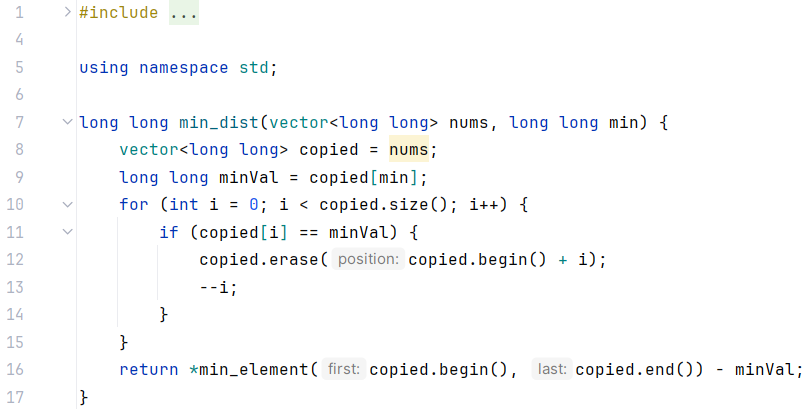 1 #include ...
4
5 using namespace std;
6
7 long long min_dist(vector<long long> nums, long long min) {
8     vector<long long> copied = nums;
9     long long minVal = copied[min];
10     for (int i = 0; i < copied.size(); i++) {
11         if (copied[i] == minVal) {
12             copied.erase( position: copied.begin() + i);
13             --i;
14         }
15     }
16     return *min_element( first: copied.begin(), last: copied.end()) - minVal;
17 }